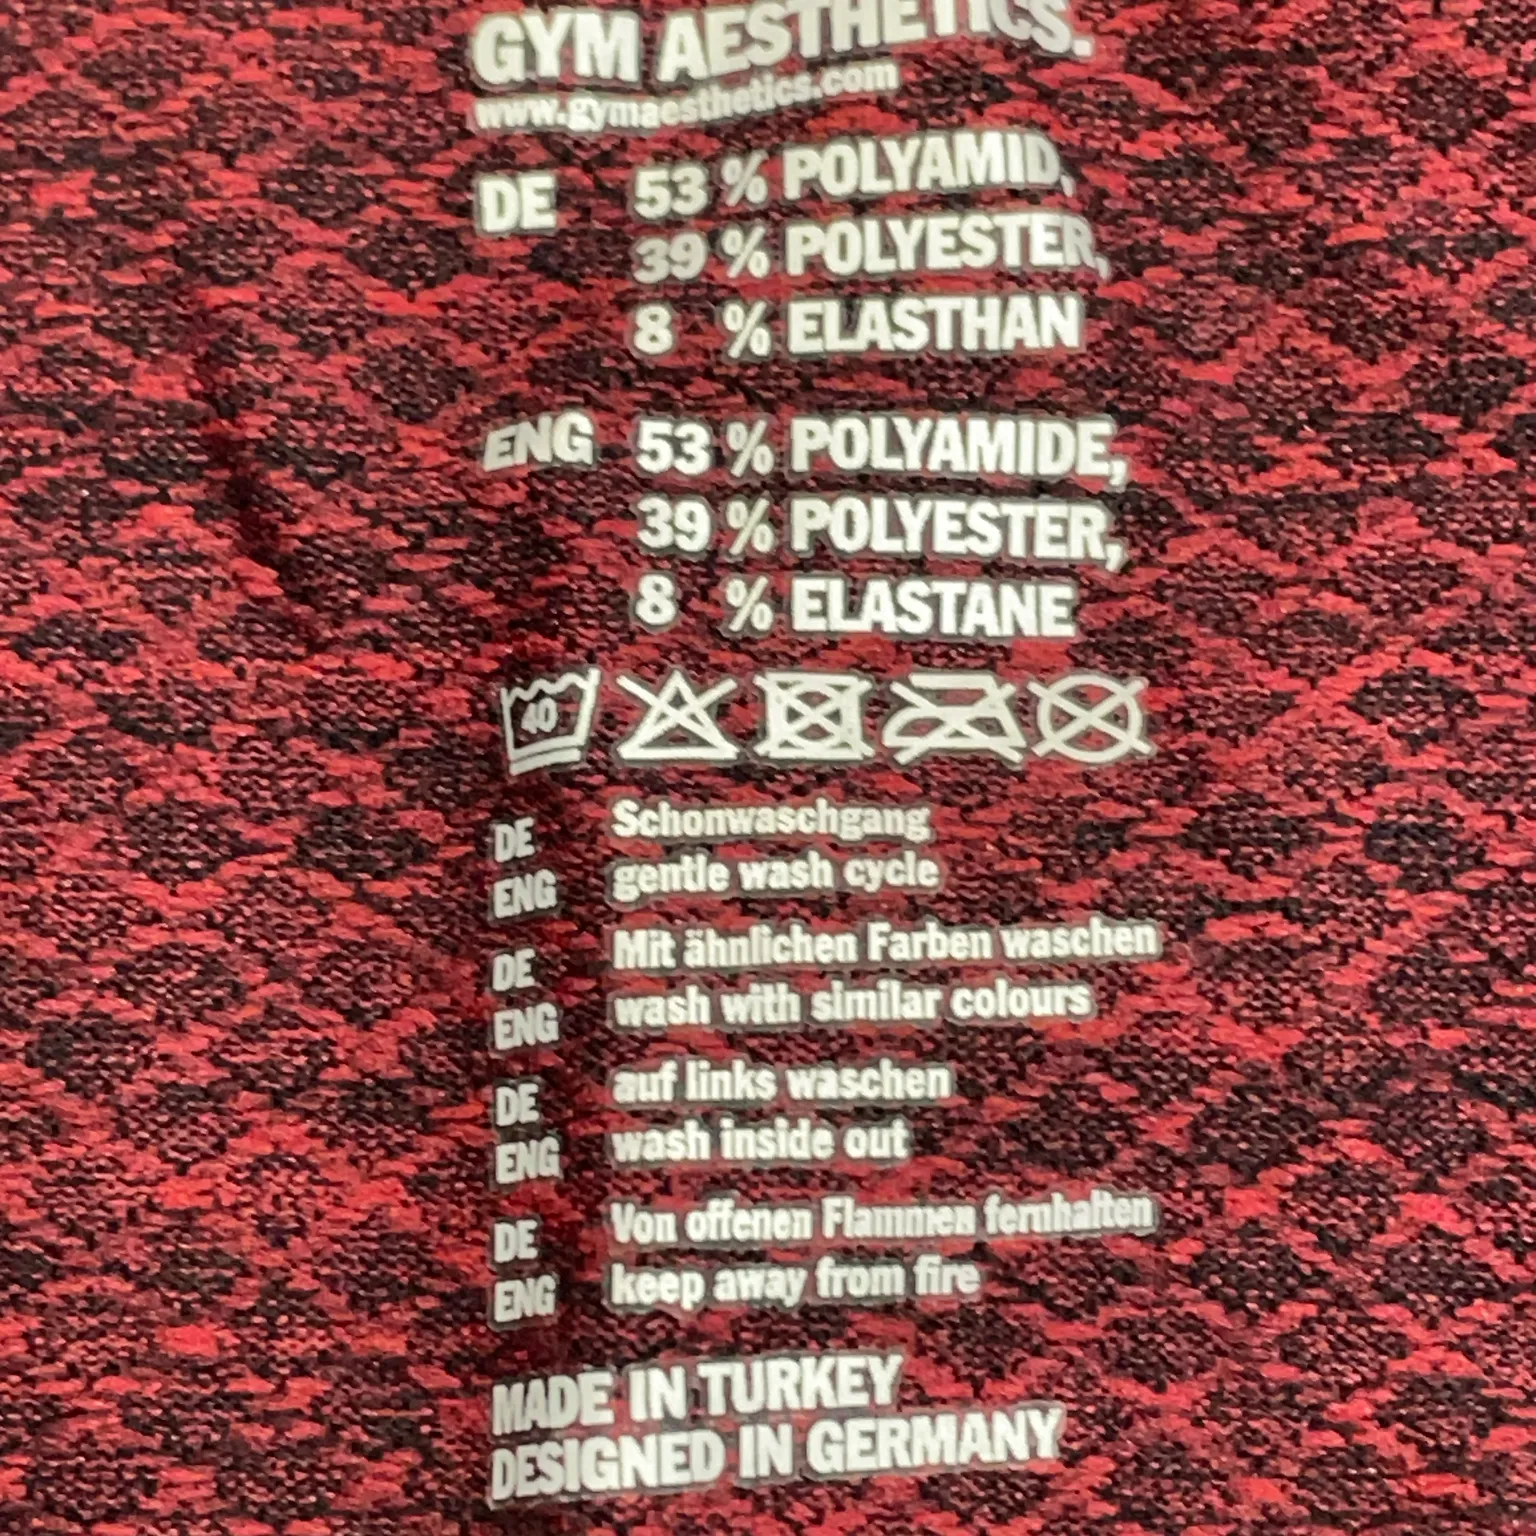 GYM AESTHETICS.
www.gymaesthetics.com
DE 53 % POLYAMID,
39 % POLYESTER,
8 % ELASTHAN
ENG 53 % POLYAMIDE,
39 % POLYESTER,
8 % ELASTANE
40
DE Schonwaschgang
ENG gentle wash cycle
DE Mit ähnlichen Farben waschen
ENG wash with similar colours
DE auf links waschen
ENG wash inside out
DE Von offenen Flammen fernhalten
ENG keep away from fire
MADE IN TURKEY
DESIGNED IN GERMANY